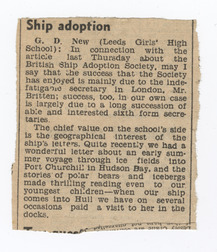 Ship adoption
G. D. New (Leeds Girls' High
School): In connection with the
article last Thursday about the
British Ship Adoption Society, may I
say that the success that the Society
has enjoyed is mainly due to the inde-
fatigable secretary in London, Mr.
Britten; success, too, in our own case
is largely due to a long succession of
able and interested sixth form secre-
taries.
The chief value on the school's side
is the geographical interest of the
ship's letters. Quite recently we had a
wonderful letter about an early sum-
mer voyage through ice fields into
Port Churchill in Hudson Bay, and the
stories of polar bears and icebergs
made thrilling reading even to our
youngest children—when our ship
comes into Hull we have on several
occasions paid a visit to her in the
docks.